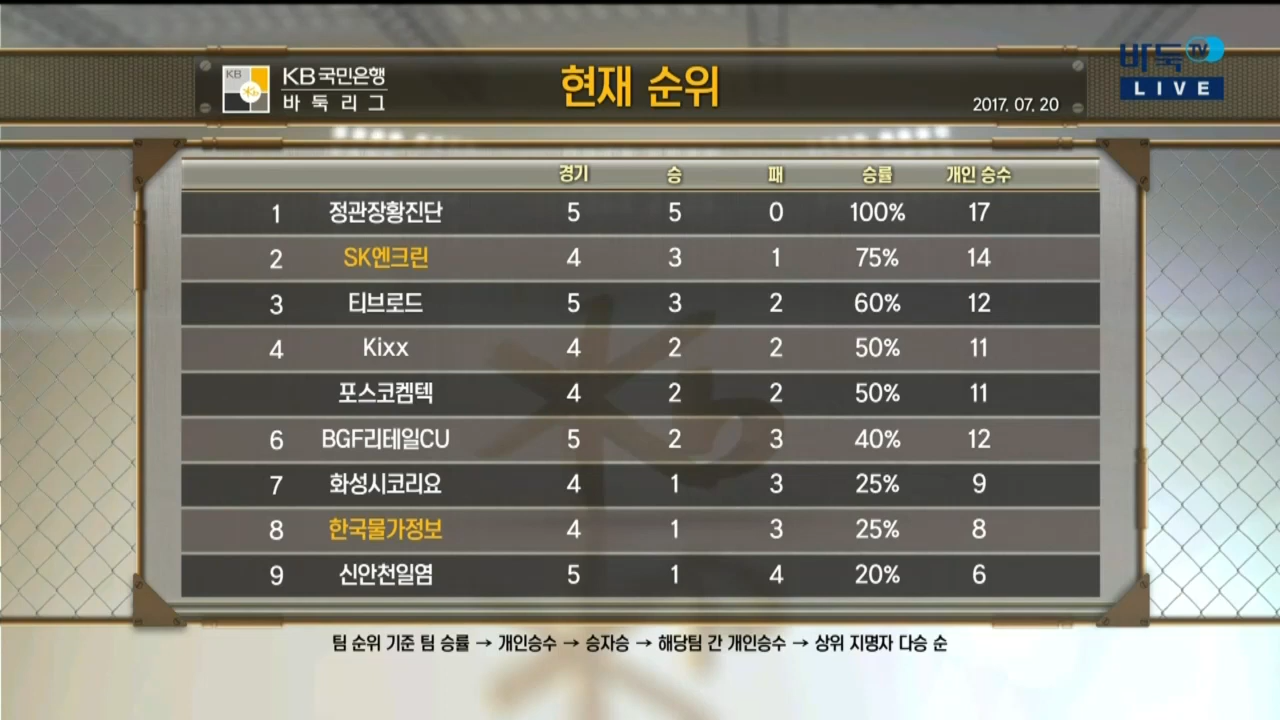 KB
KB국민은행
바둑리그
현재 순위
2017. 07. 20
바둑TV
LIVE
경기 승 패 승률 개인 승수
1 정관장황진단 5 5 0 100% 17
2 SK엔크린 4 3 1 75% 14
3 티브로드 5 3 2 60% 12
4 Kixx 4 2 2 50% 11
포스코켐텍 4 2 2 50% 11
6 BGF리테일CU 5 2 3 40% 12
7 화성시코리요 4 1 3 25% 9
8 한국물가정보 4 1 3 25% 8
9 신안천일염 5 1 4 20% 6
팀 순위 기준 팀 승률 → 개인승수 → 승자승 → 해당팀 간 개인승수 → 상위 지명자 다승 순